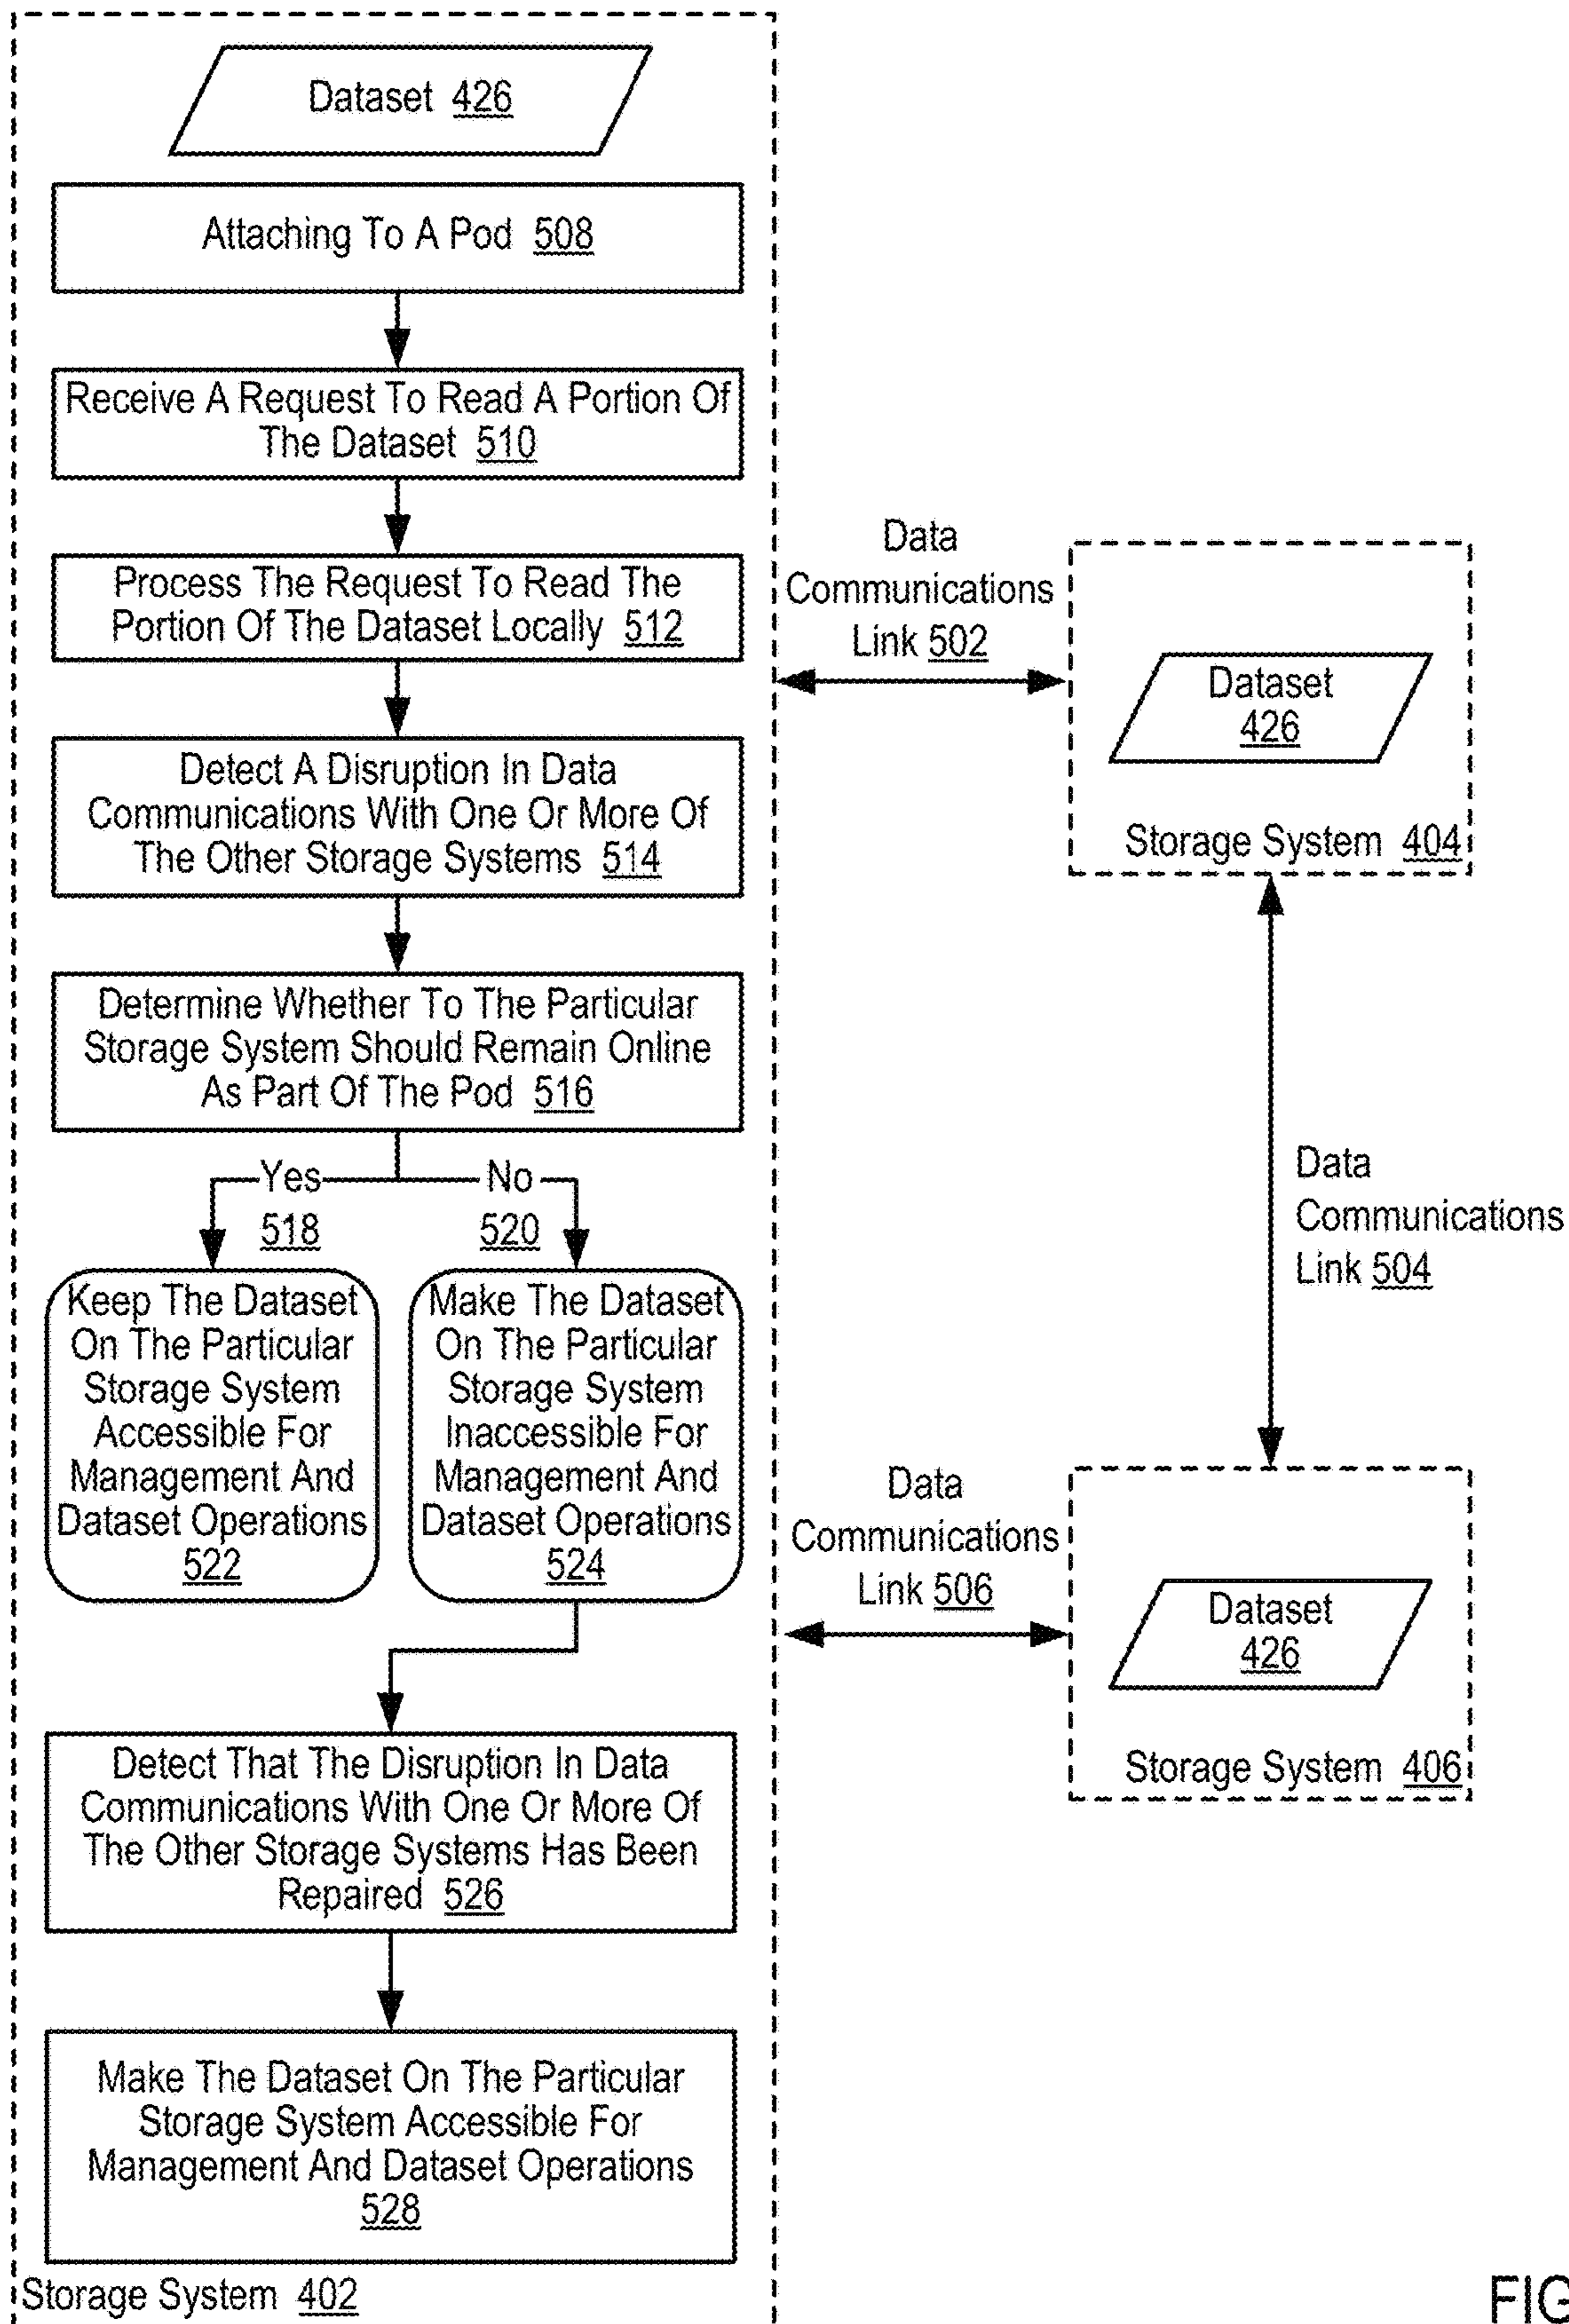 Dataset 426
Attaching To A Pod 508
Receive A Request To Read A Portion Of
The Dataset 510
Process The Request To Read The
Portion Of The Dataset Locally 512
Detect A Disruption In Data
Communications With One Or More Of
The Other Storage Systems 514
Determine Whether To The Particular
Storage System Should Remain Online
As Part Of The Pod 516
Yes
518
No
520
Keep The Dataset
On The Particular
Storage System
Accessible For
Management And
Dataset Operations
522
Make The Dataset
On The Particular
Storage System
Inaccessible For
Management And
Dataset Operations
524
Detect That The Disruption In Data
Communications With One Or More Of
The Other Storage Systems Has Been
Repaired 526
Make The Dataset On The Particular
Storage System Accessible For
Management And Dataset Operations
528
Storage System 402
Data
Communications
Link 502
Dataset
426
Storage System 404
Data
Communications
Link 504
Data
Communications
Link 506
Dataset
426
Storage System 406
FIG